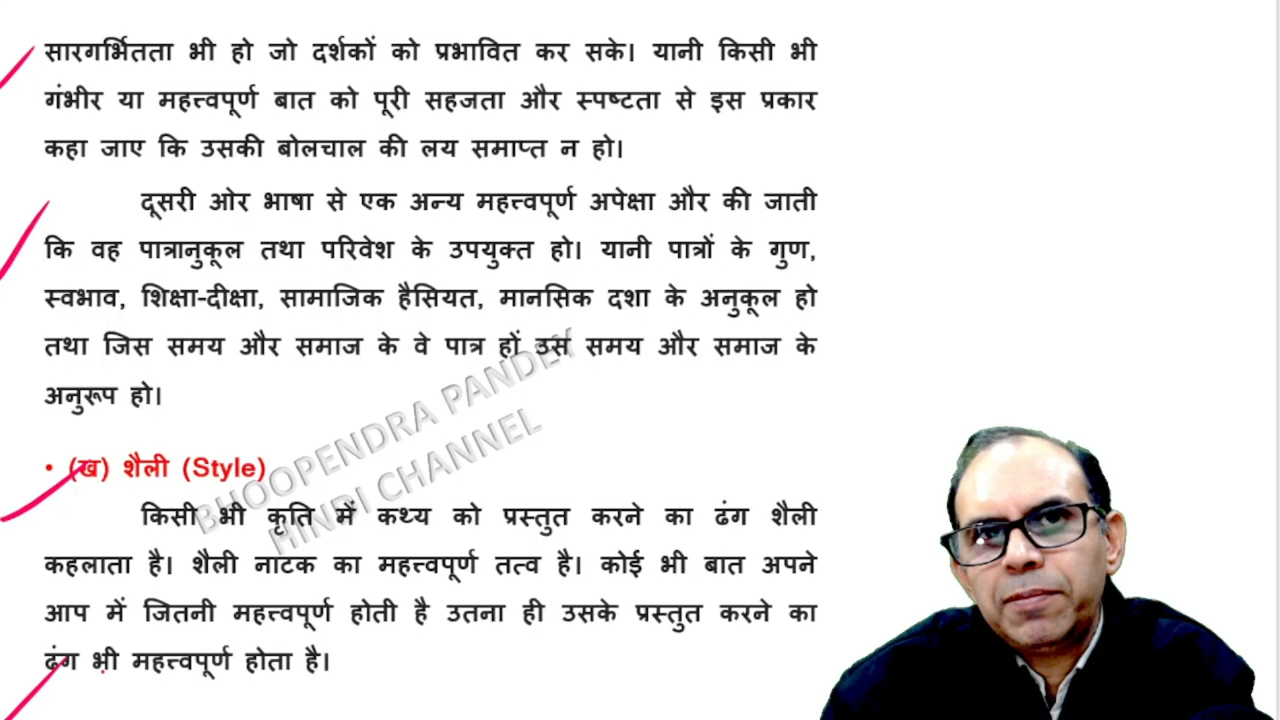 सारगर्भितता भी हो जो दर्शकों को प्रभावित कर सके। यानी किसी भी
गंभीर या महत्त्वपूर्ण बात को पूरी सहजता और स्पष्टता से इस प्रकार
कहा जाए कि उसकी बोलचाल की लय समाप्त न हो।
दूसरी ओर भाषा से एक अन्य महत्त्वपूर्ण अपेक्षा और की जाती
कि वह पात्रानुकूल तथा परिवेश के उपयुक्त हो। यानी पात्रों के गुण,
स्वभाव, शिक्षा-दीक्षा, सामाजिक हैसियत, मानसिक दशा के अनुकूल हो
तथा जिस समय और समाज के वे पात्र हों उस समय और समाज के
अनुरूप हो।
BHOOPENDRA PANDEY
HINDI CHANNEL
• (ख) शैली (Style)
किसी भी कृति में कथ्य को प्रस्तुत करने का ढंग शैली
कहलाता है। शैली नाटक का महत्त्वपूर्ण तत्व है। कोई भी बात अपने
आप में जितनी महत्त्वपूर्ण होती है उतना ही उसके प्रस्तुत करने का
ढंग भी महत्त्वपूर्ण होता है।